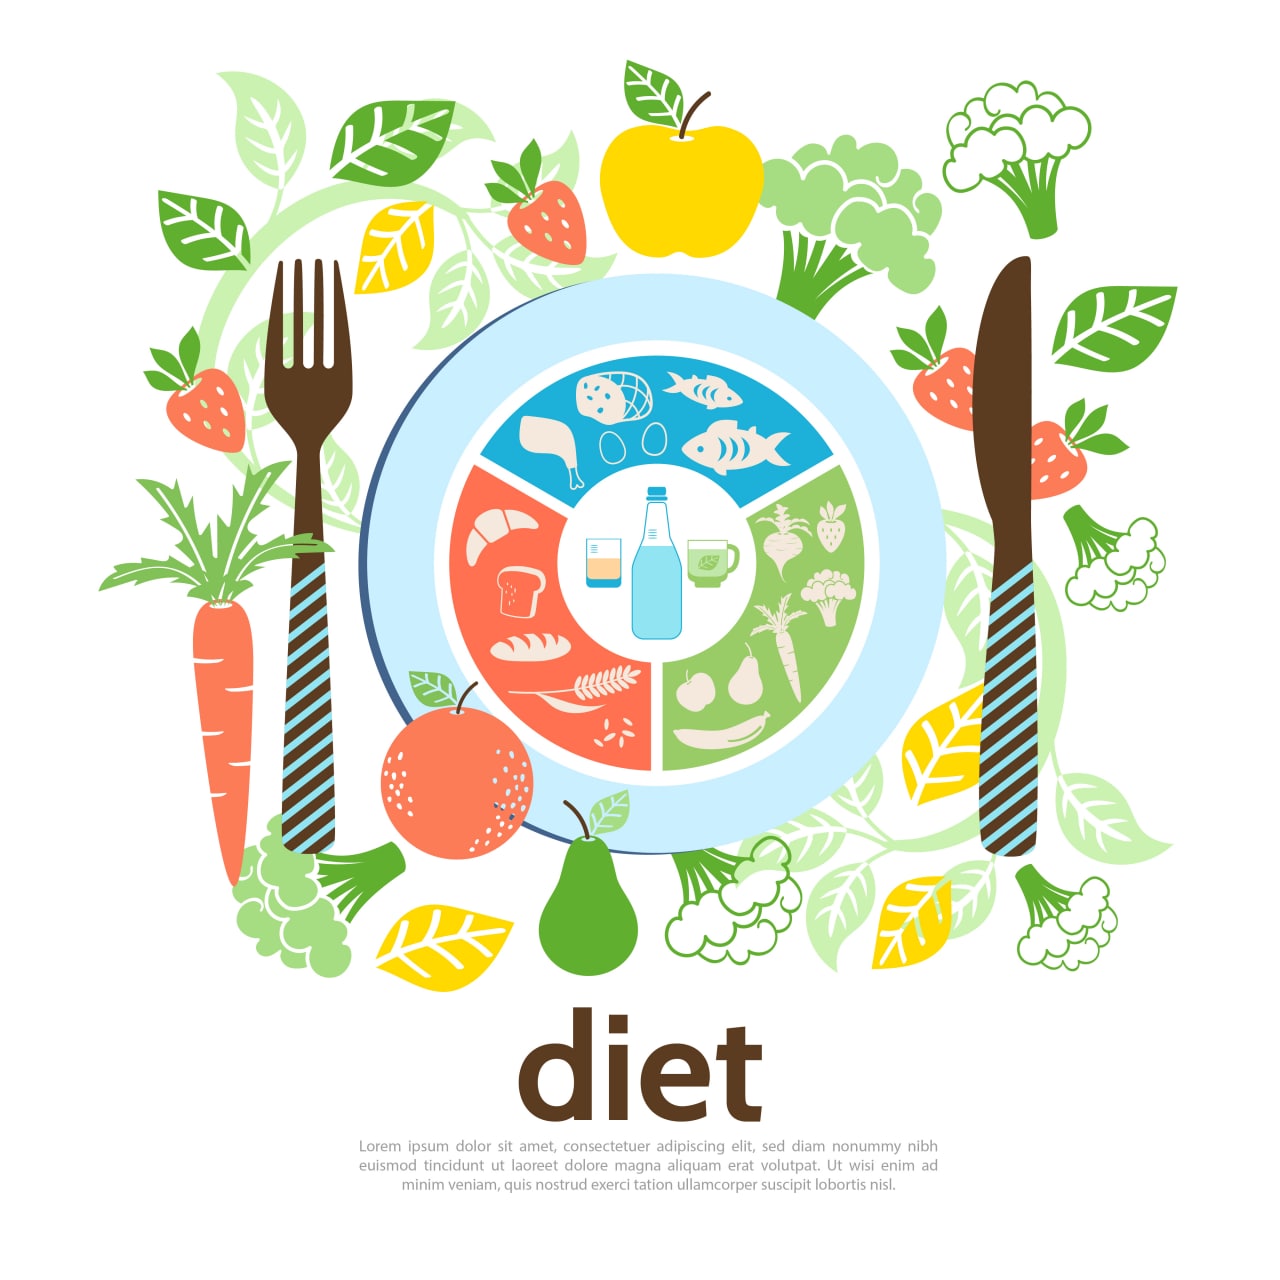 diet
Lorem ipsum dolor sit amet, consectetuer adipiscing elit, sed diam nonummy nibh
euismod tincidunt ut laoreet dolore magna aliquam erat volutpat. Ut wisi enim ad
minim veniam, quis nostrud exerci tation ullamcorper suscipit lobortis nisl.